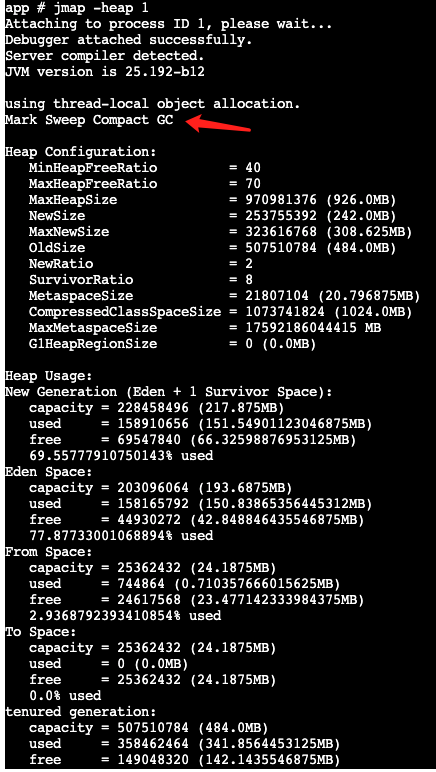 app # jmap -heap 1
Attaching to process ID 1, please wait...
Debugger attached successfully.
Server compiler detected.
JVM version is 25.192-b12
using thread-local object allocation.
Mark Sweep Compact GC
Heap Configuration:
MinHeapFreeRatio = 40
MaxHeapFreeRatio = 70
MaxHeapSize = 970981376 (926.0MB)
NewSize = 253755392 (242.0MB)
MaxNewSize = 323616768 (308.625MB)
OldSize = 507510784 (484.0MB)
NewRatio = 2
SurvivorRatio = 8
MetaspaceSize = 21807104 (20.796875MB)
CompressedClassSpaceSize = 1073741824 (1024.0MB)
MaxMetaspaceSize = 17592186044415 MB
G1HeapRegionSize = 0 (0.0MB)
Heap Usage:
New Generation (Eden + 1 Survivor Space):
capacity = 228458496 (217.875MB)
used = 158910656 (151.54901123046875MB)
free = 69547840 (66.32598876953125MB)
69.55777910750143% used
Eden Space:
capacity = 203096064 (193.6875MB)
used = 158165792 (150.83865356445312MB)
free = 44930272 (42.848846435546875MB)
77.87733001068894% used
From Space:
capacity = 25362432 (24.1875MB)
used = 744864 (0.710357666015625MB)
free = 24617568 (23.477142333984375MB)
2.9368792393410854% used
To Space:
capacity = 25362432 (24.1875MB)
used = 0 (0.0MB)
free = 25362432 (24.1875MB)
0.0% used
tenured generation:
capacity = 507510784 (484.0MB)
used = 358462464 (341.8564453125MB)
free = 149048320 (142.1435546875MB)